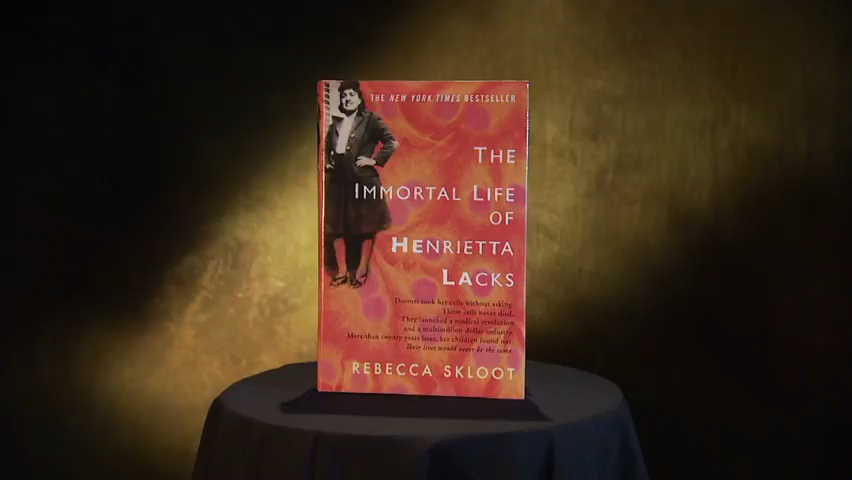 THE NEW YORK TIMES BESTSELLER
THE
IMMORTAL LIFE
OF
HENRIETTA
LACKS
Doctors took her cells without asking.
Those cells never died.
They launched a medical revolution
and a multimillion-dollar industry.
More than twenty years later, her children found out.
Their lives would never be the same.
REBECCA SKLOOT